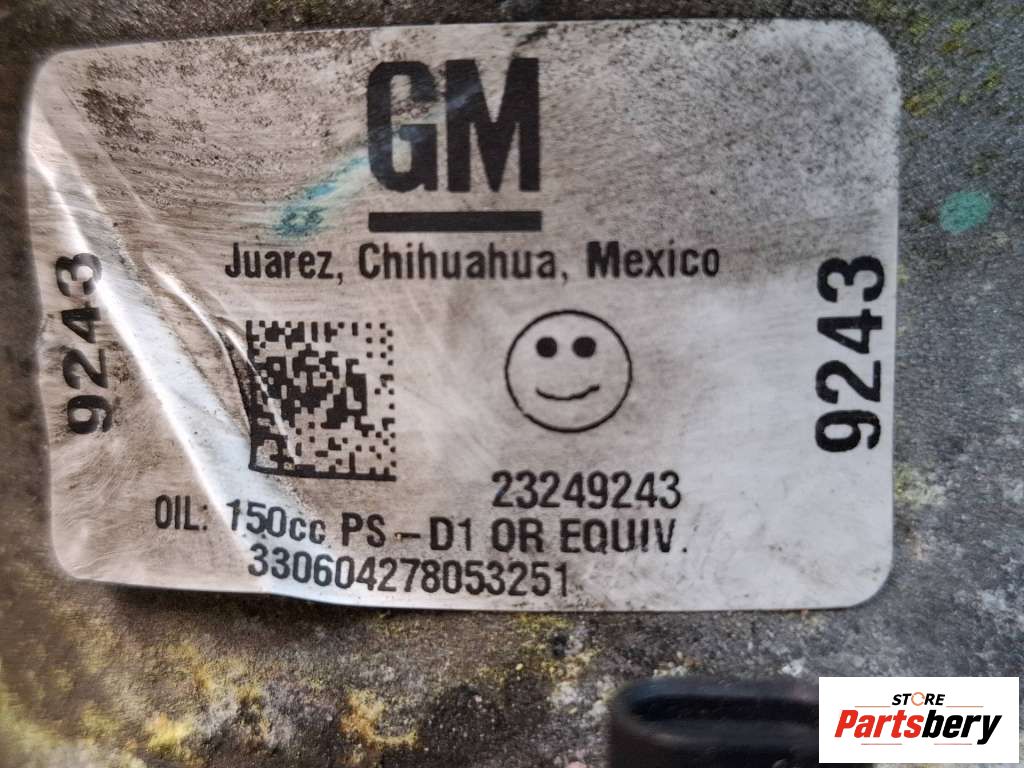 GM
Juarez, Chihuahua, Mexico
9243
9243
23249243
OIL: 150cc PS-D1 OR EQUIV.
330604278053251
STORE
Partsbery